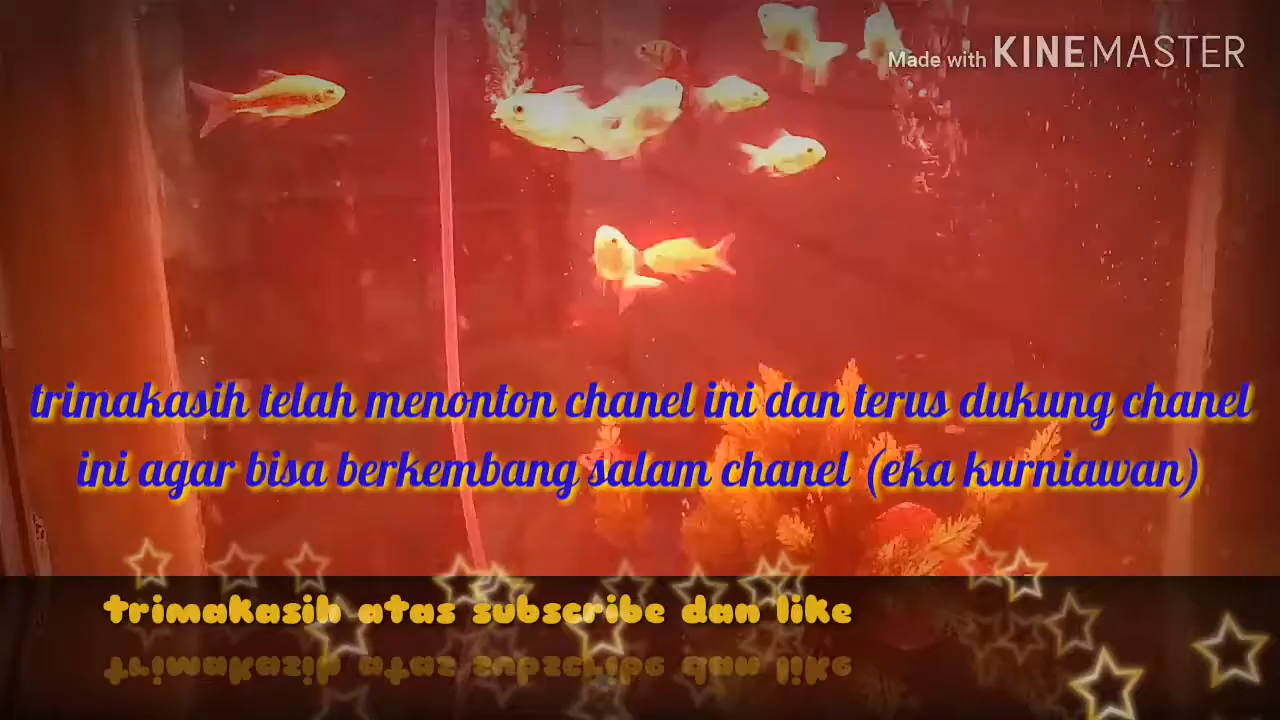 Made with KINEMASTER
trimakasih telah menonton chanel ini dan terus dukung chanel
ini agar bisa berkembang salam chanel (eka kurniawan)
trimakasih atas subscribe dan like